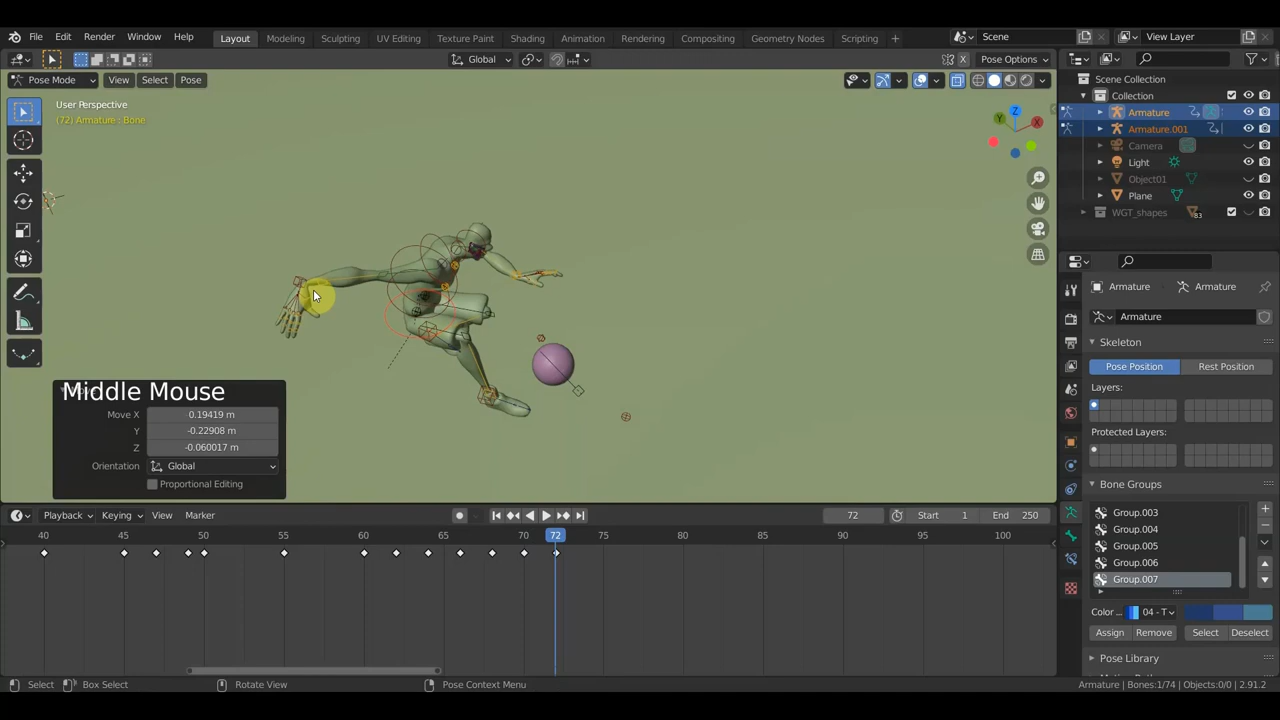 File Edit Render Window Help Layout Modeling Sculpting UV Editing Texture Paint Shading Animation Rendering Compositing Geometry Nodes Scripting + Scene View Layer
Global Pose Options
Pose Mode View Select Pose
User Perspective
(72) Armature : Bone
Z
Y
X
Scene Collection
Collection
Armature
Armature.001
Camera
Light
Object01
Plane
WGT_shapes 83
Armature Armature
Armature
Skeleton
Pose Position Rest Position
Layers:
Protected Layers:
Bone Groups
Group.003
Group.004
Group.005
Group.006
Group.007
Color ... 04 - T
Assign Remove Select Deselect
Pose Library
Middle Mouse
Move X 0.19419 m
Y -0.22908 m
Z -0.060017 m
Orientation Global
Proportional Editing
Playback Keying View Marker 72 Start 1 End 250
40 45 50 55 60 65 70 72 75 80 85 90 95 100
Select Box Select Rotate View Pose Context Menu Armature | Bones:1/74 | Objects:0/0 | 2.91.2